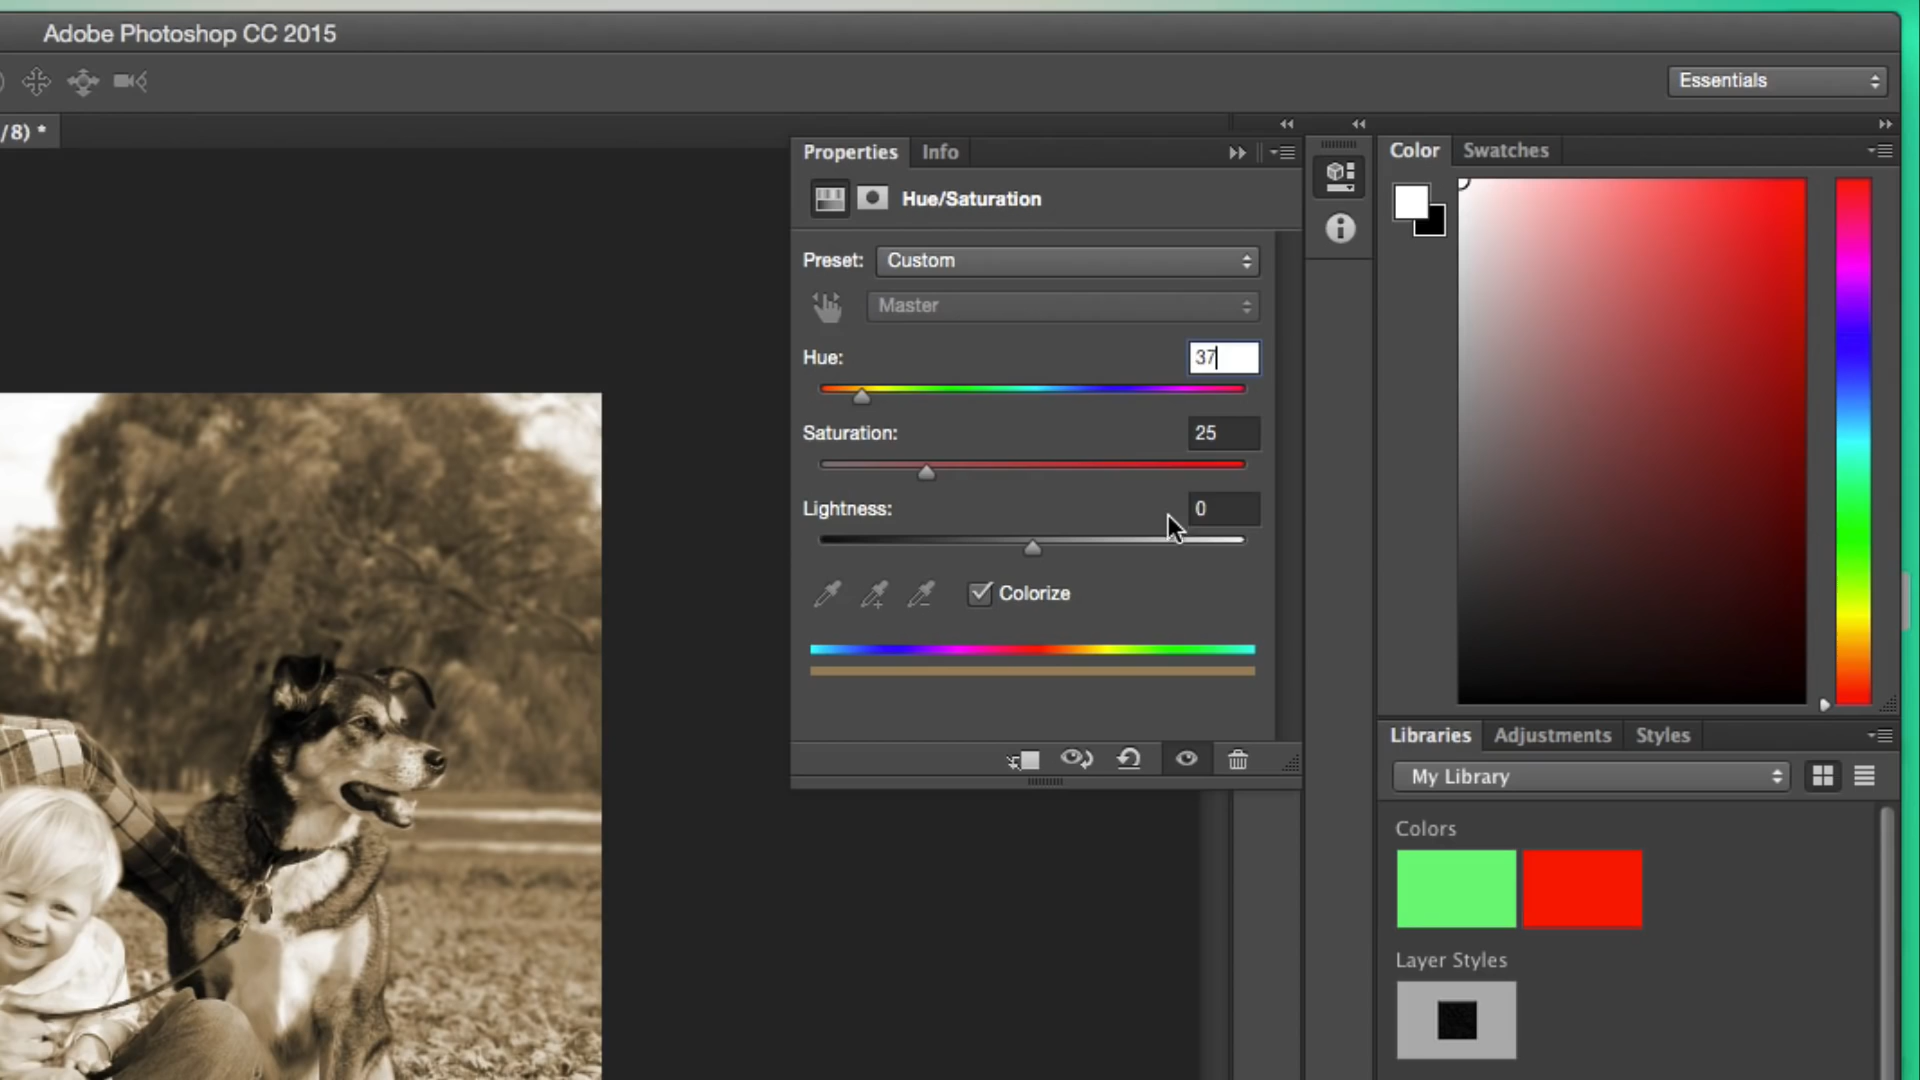 Adobe Photoshop CC 2015
Essentials
/8) *
Properties
Info
Hue/Saturation
Preset: Custom
Master
Hue: 37
Saturation: 25
Lightness: 0
Colorize
Color
Swatches
Libraries
Adjustments
Styles
My Library
Colors
Layer Styles